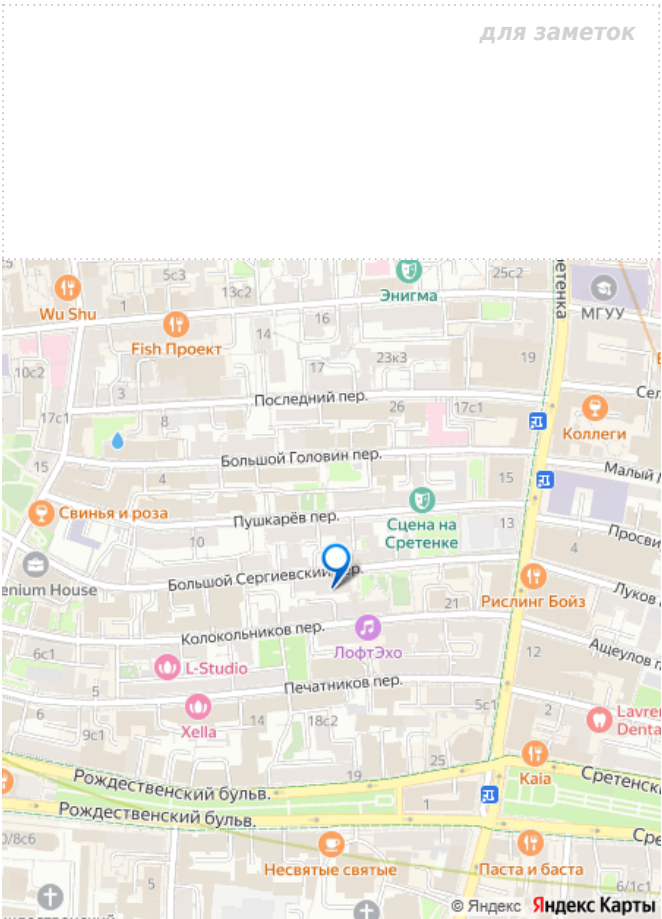 для заметок
5с3
13с2
25с2
Энигма
МГУУ
Wu Shu
1
Fish Проект
16
14
17
23к3
19
10с2
3
Последний пер.
26
17с1
17с1
8
Коллеги
Большой Головин пер.
15
4
15
Малый
Свинья и роза
Пушкарёв пер.
Сцена на
Сретенке
13
10
4
Просви
enium House
Большой Сергиевский пер.
Рислинг Бойз
Луков
21
Колокольников пер.
ЛофтЭхо
6с1
L-Studio
12
Ащеулов п
Печатников пер.
5
5с1
2
6
Xella
14
18с2
Lavre
Denta
9с1
25
Рождественский бульв.
19
Kaia
Сретенск
1
Рождественский бульв.
Сре
0/8с6
Несвятые святые
Паста и баста
5
6/1с1
© Яндекс Яндекс Карты